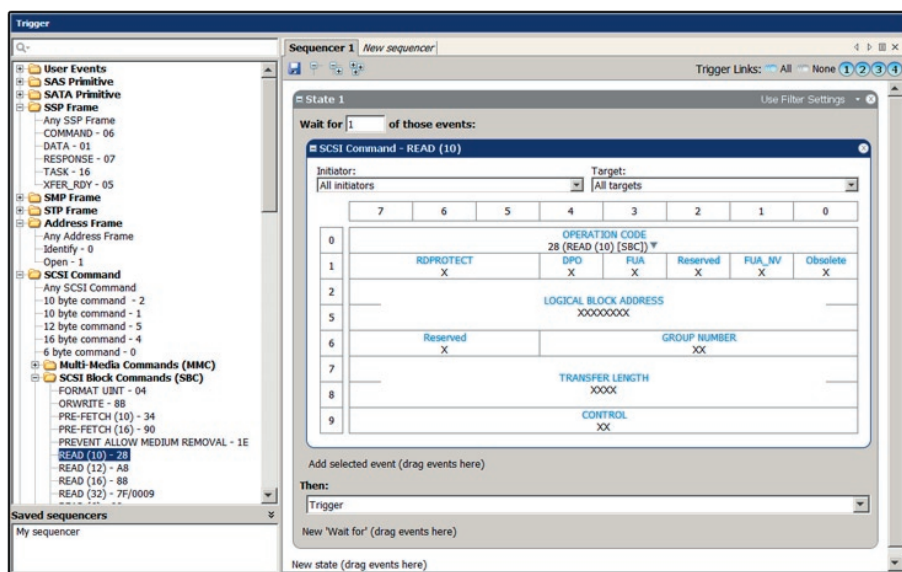 Trigger
User Events
SAS Primitive
SATA Primitive
SSP Frame
Any SSP Frame
COMMAND - 06
DATA - 01
RESPONSE - 07
TASK - 16
XFER_RDY - 05
SMP Frame
STP Frame
Address Frame
Any Address Frame
Identify - 0
Open - 1
SCSI Command
Any SCSI Command
10 byte command - 2
10 byte command - 1
12 byte command - 5
16 byte command - 4
6 byte command - 0
Multi-Media Commands (MMC)
SCSI Block Commands (SBC)
FORMAT UINT - 04
ORWRITE - 8B
PRE-FETCH (10) - 34
PRE-FETCH (16) - 90
PREVENT ALLOW MEDIUM REMOVAL - 1E
READ (10) - 28
READ (12) - A8
READ (16) - 88
READ (32) - 7F/0009
Saved sequencers
My sequencer
Sequencer 1 New sequencer
Trigger Links: All None 1 2 3 4
State 1 Use Filter Settings
Wait for 1 of those events:
SCSI Command - READ (10)
Initiator: Target:
All initiators All targets
7 6 5 4 3 2 1 0
0 OPERATION CODE
28 (READ (10) [SBC])
1 RDPROTECT DPO FUA Reserved FUA_NV Obsolete
X X X X X X
2
LOGICAL BLOCK ADDRESS
XXXXXXXX
5
6 Reserved GROUP NUMBER
X XX
7
TRANSFER LENGTH
XXXX
8
9 CONTROL
XX
Add selected event (drag events here)
Then:
Trigger
New 'Wait for' (drag events here)
New state (drag events here)